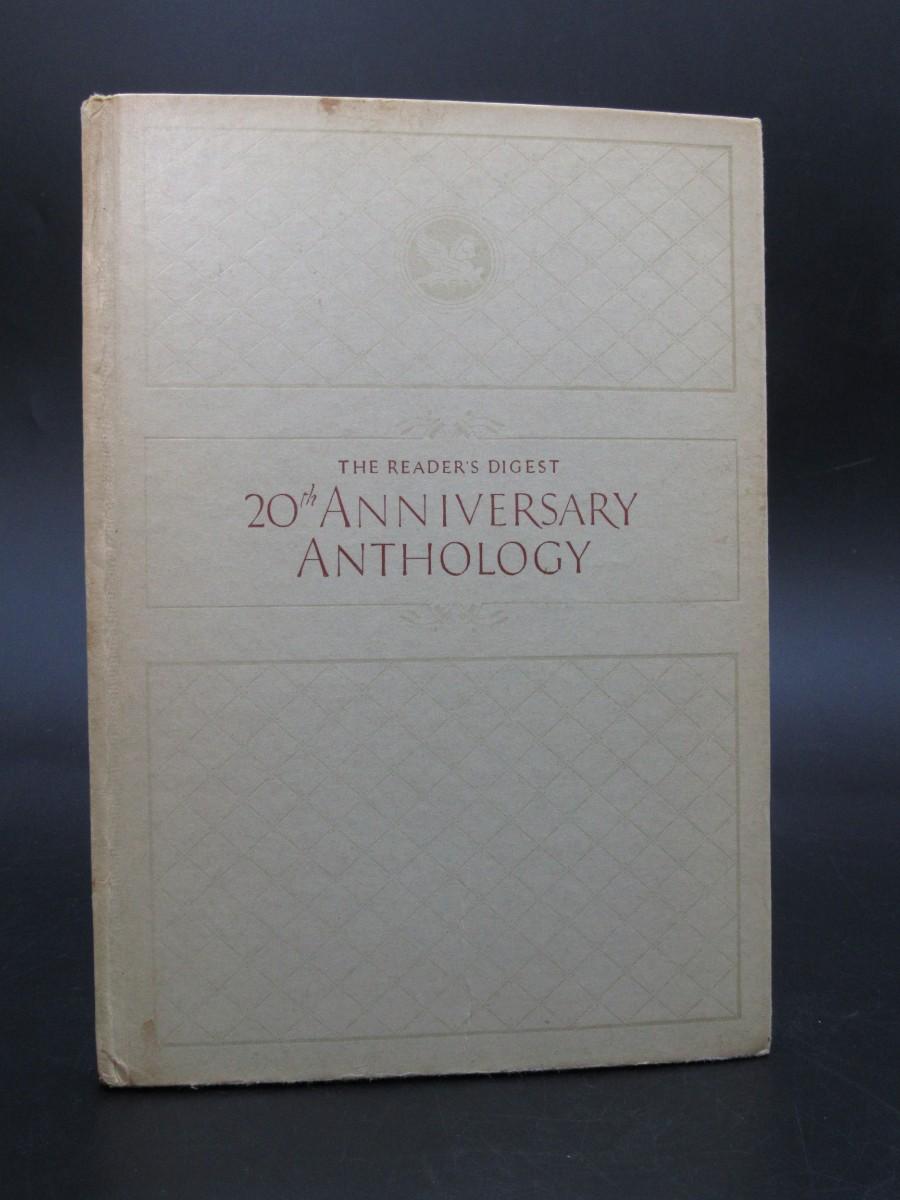 THE READER'S DIGEST
20th ANNIVERSARY
ANTHOLOGY